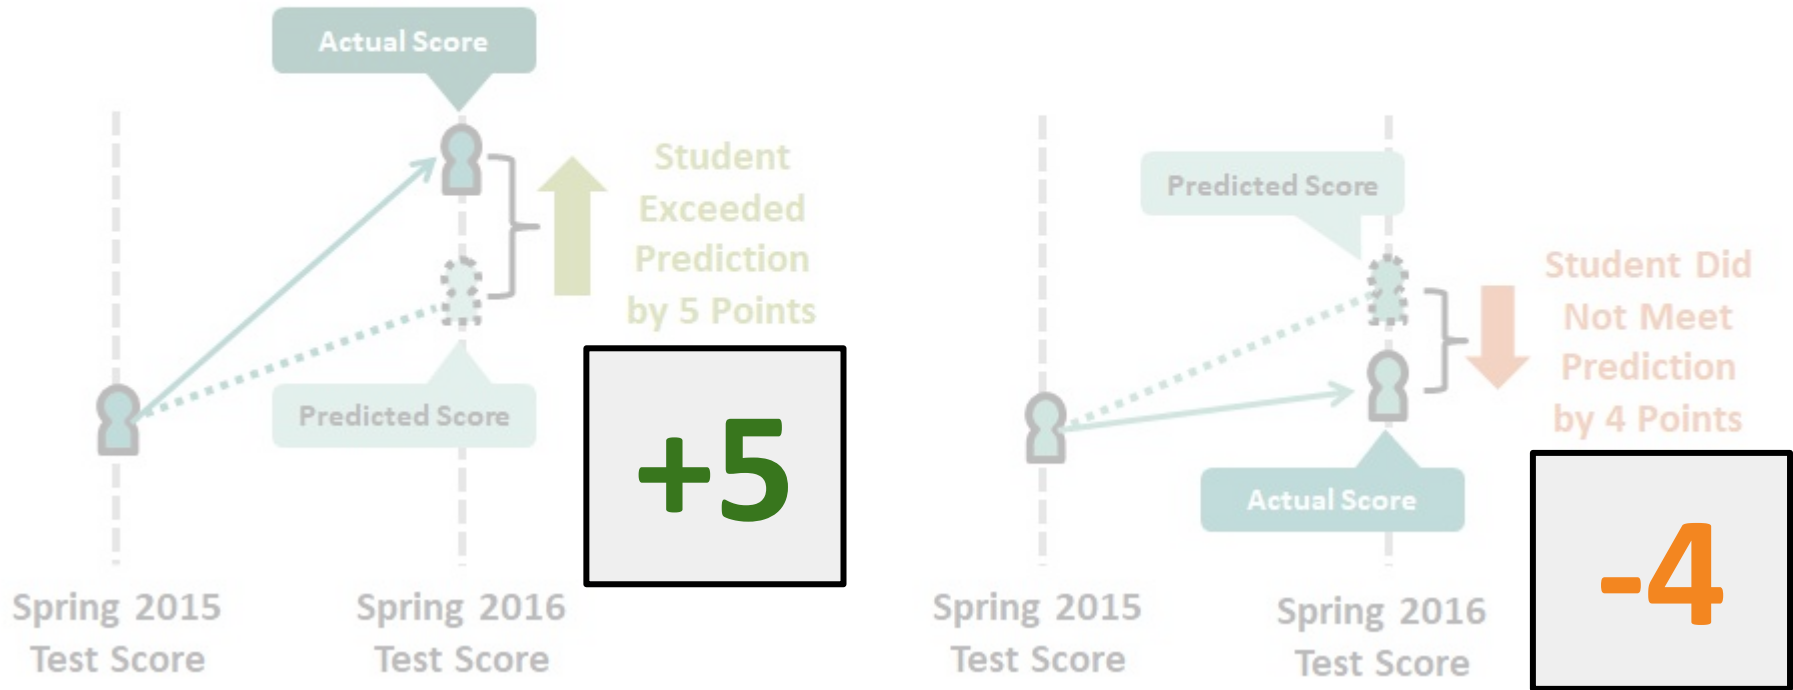 Actual Score
Student
Exceeded
Prediction
by 5 Points
Predicted Score
+5
Spring 2015
Test Score
Spring 2016
Test Score
Predicted Score
Student Did
Not Meet
Prediction
by 4 Points
Actual Score
-4
Spring 2015
Test Score
Spring 2016
Test Score